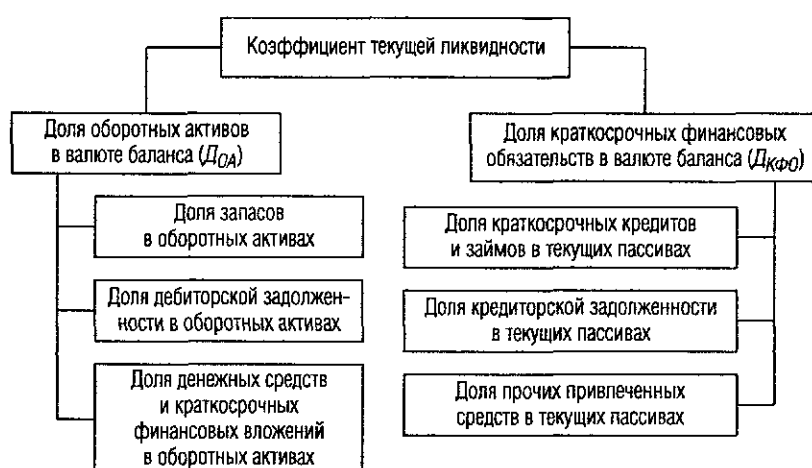 Коэффициент текущей ликвидности
Доля оборотных активов
в валюте баланса (ДОА)
Доля краткосрочных финансовых
обязательств в валюте баланса (ДКФО)
Доля запасов
в оборотных активах
Доля дебиторской задолжен-
ности в оборотных активах
Доля денежных средств
и краткосрочных
финансовых вложений
в оборотных активах
Доля краткосрочных кредитов
и займов в текущих пассивах
Доля кредиторской задолженности
в текущих пассивах
Доля прочих привлеченных
средств в текущих пассивах